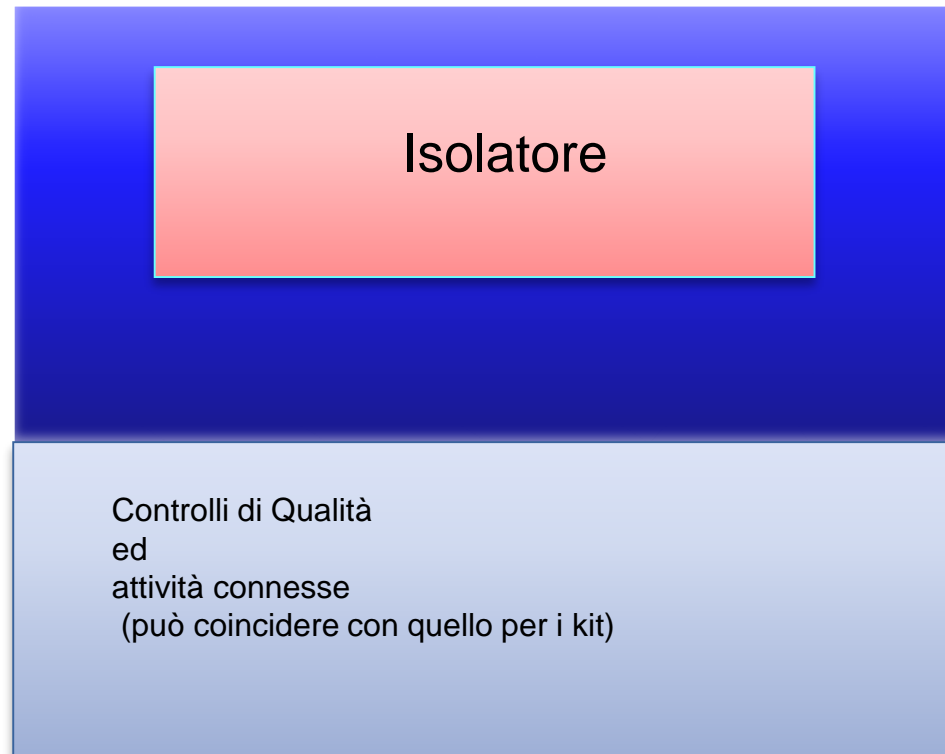 Isolatore
Controlli di Qualità
ed
attività connesse
(può coincidere con quello per i kit)